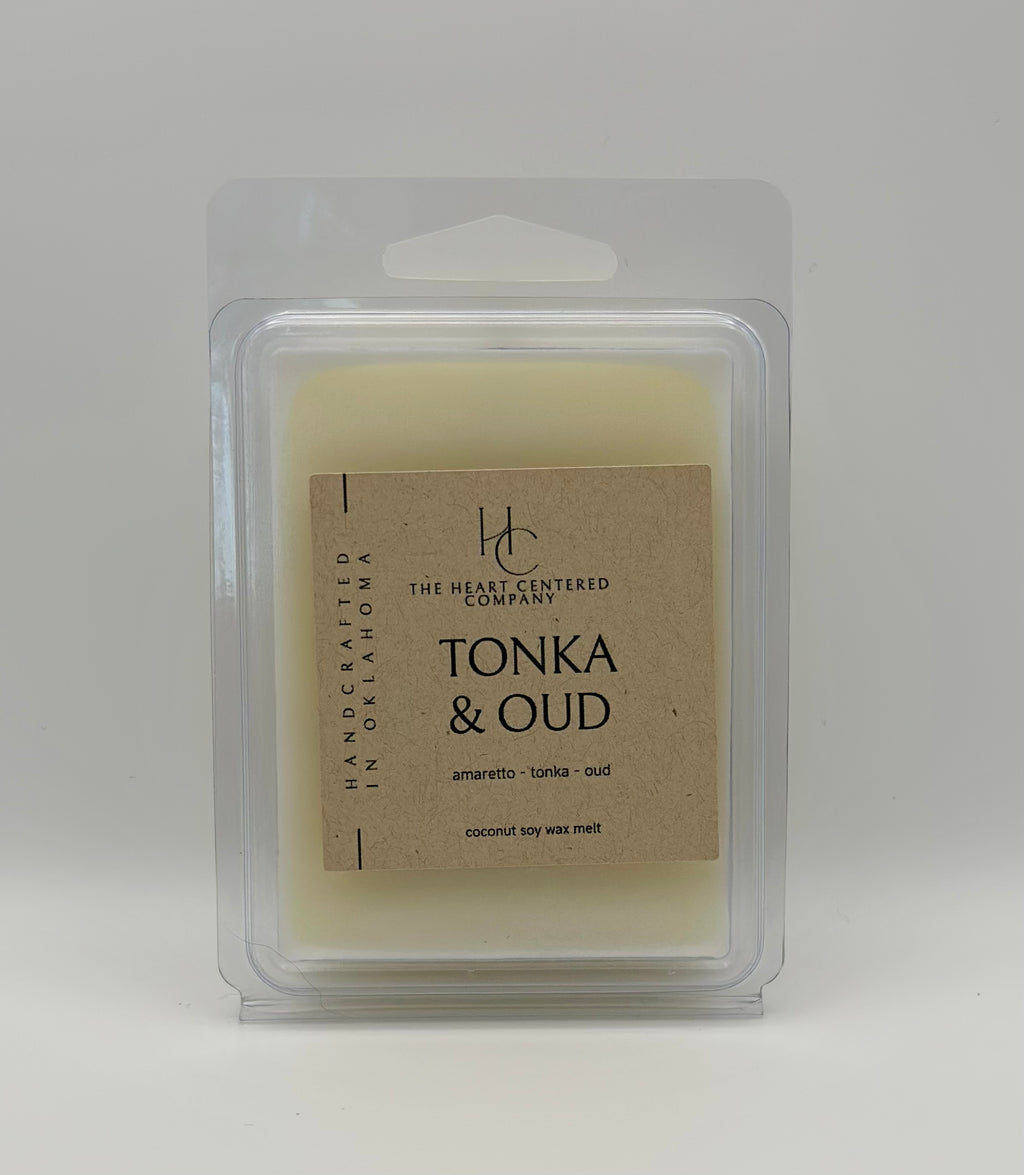 HC
THE HEART CENTERED
COMPANY
TONKA
& OUD
amaretto - tonka - oud
coconut soy wax melt
HANDCRAFTED
IN OKLAHOMA